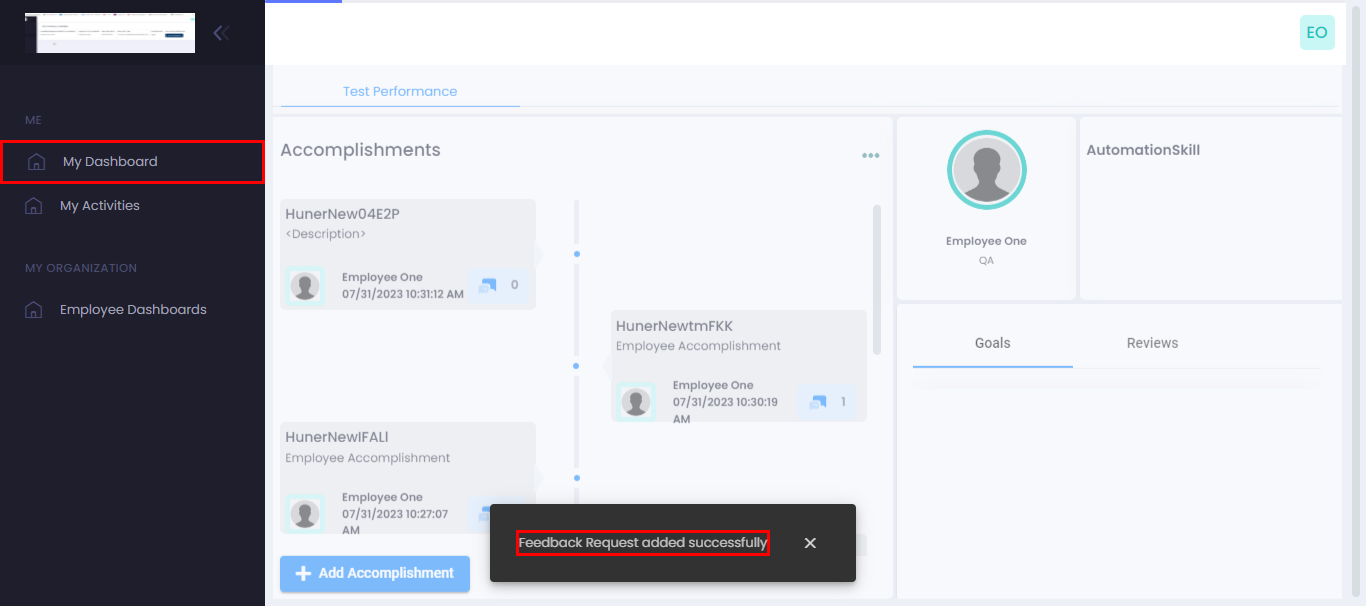 EO
ME
My Dashboard
My Activities
MY ORGANIZATION
Employee Dashboards
Test Performance
Accomplishments
HunerNew04E2P
<Description>
Employee One
07/31/2023 10:31:12 AM
0
HunerNewtmFKK
Employee Accomplishment
Employee One
07/31/2023 10:30:19
AM
1
HunerNewIFALI
Employee Accomplishment
Employee One
07/31/2023 10:27:07
AM
Add Accomplishment
Feedback Request added successfully
Employee One
QA
AutomationSkill
Goals
Reviews